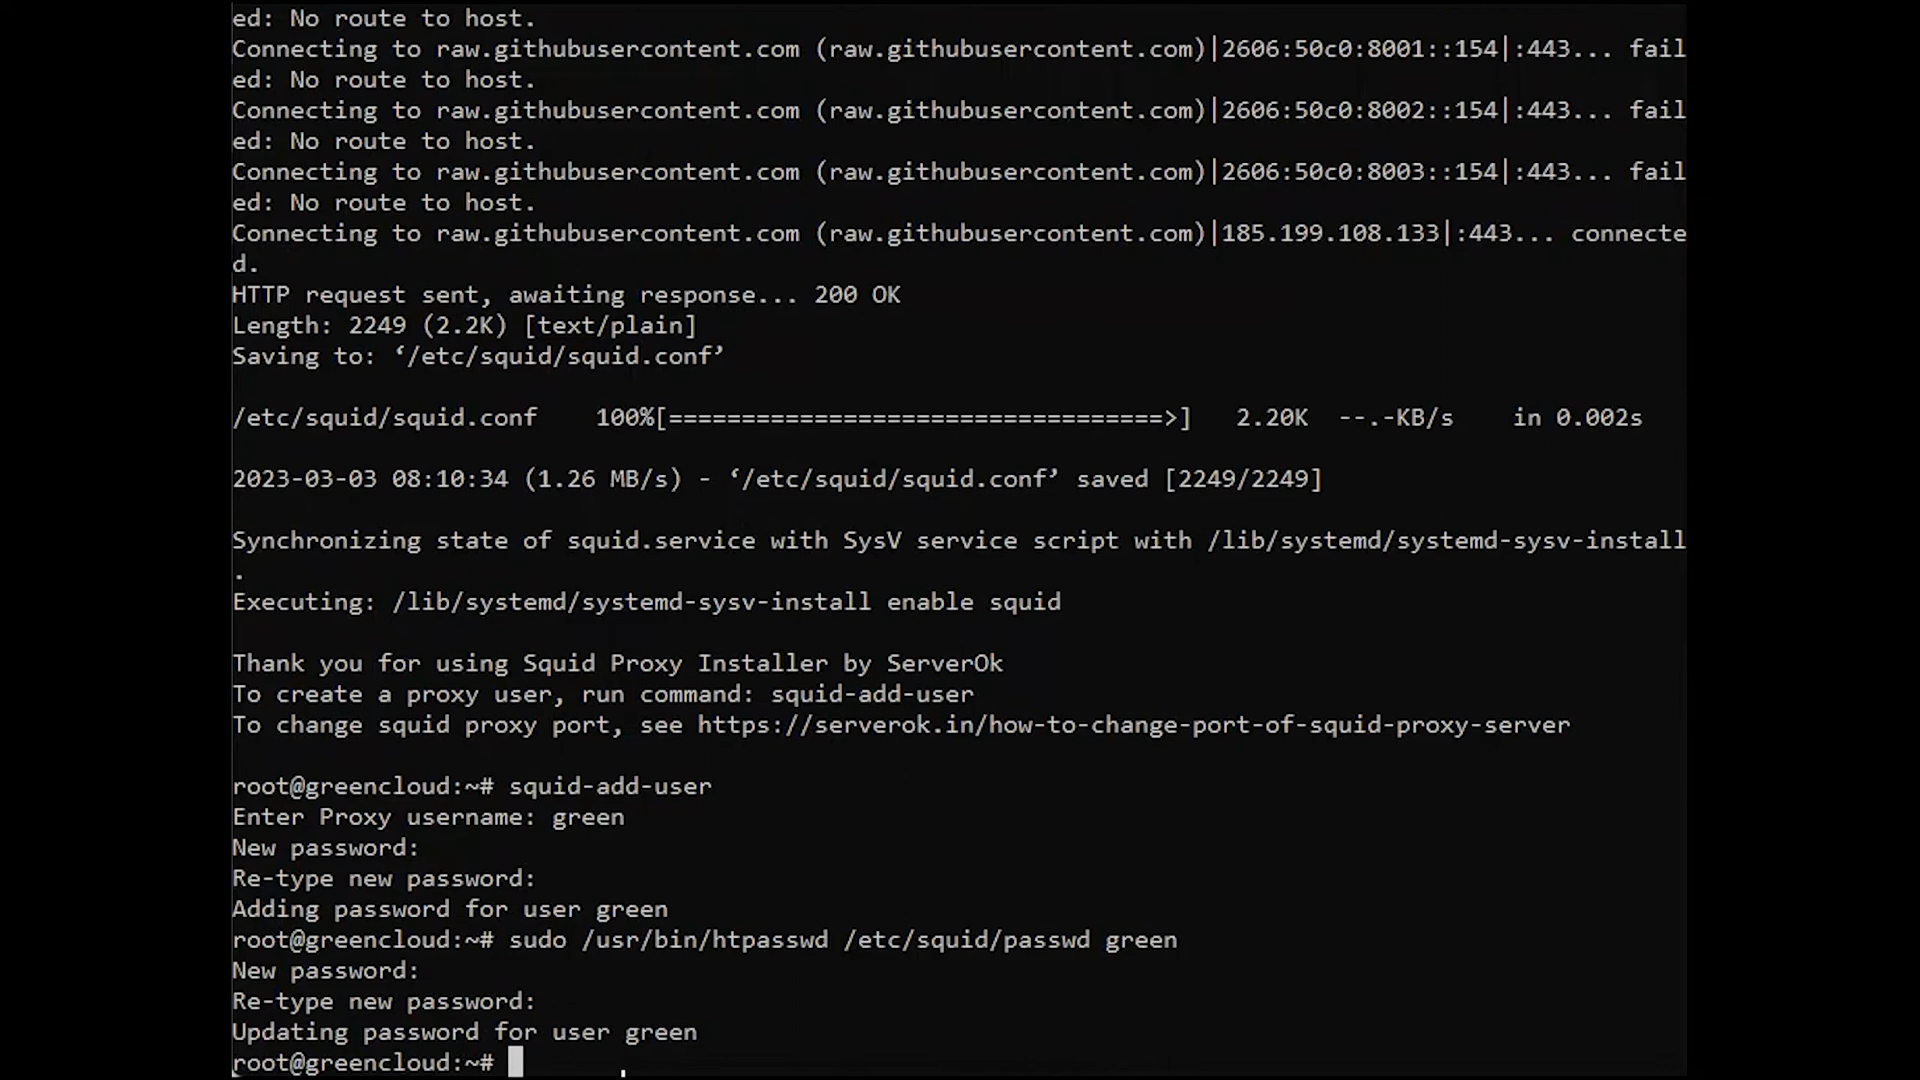 ed: No route to host.
Connecting to raw.githubusercontent.com (raw.githubusercontent.com)|2606:50c0:8001::154|:443... fail
ed: No route to host.
Connecting to raw.githubusercontent.com (raw.githubusercontent.com)|2606:50c0:8002::154|:443... fail
ed: No route to host.
Connecting to raw.githubusercontent.com (raw.githubusercontent.com)|2606:50c0:8003::154|:443... fail
ed: No route to host.
Connecting to raw.githubusercontent.com (raw.githubusercontent.com)|185.199.108.133|:443... connecte
d.
HTTP request sent, awaiting response... 200 OK
Length: 2249 (2.2K) [text/plain]
Saving to: ‘/etc/squid/squid.conf’
/etc/squid/squid.conf    100%[==================================>]   2.20K  --.-KB/s    in 0.002s
2023-03-03 08:10:34 (1.26 MB/s) - ‘/etc/squid/squid.conf’ saved [2249/2249]
Synchronizing state of squid.service with SysV service script with /lib/systemd/systemd-sysv-install
.
Executing: /lib/systemd/systemd-sysv-install enable squid
Thank you for using Squid Proxy Installer by ServerOk
To create a proxy user, run command: squid-add-user
To change squid proxy port, see https://serverok.in/how-to-change-port-of-squid-proxy-server
root@greencloud:~# squid-add-user
Enter Proxy username: green
New password:
Re-type new password:
Adding password for user green
root@greencloud:~# sudo /usr/bin/htpasswd /etc/squid/passwd green
New password:
Re-type new password:
Updating password for user green
root@greencloud:~#